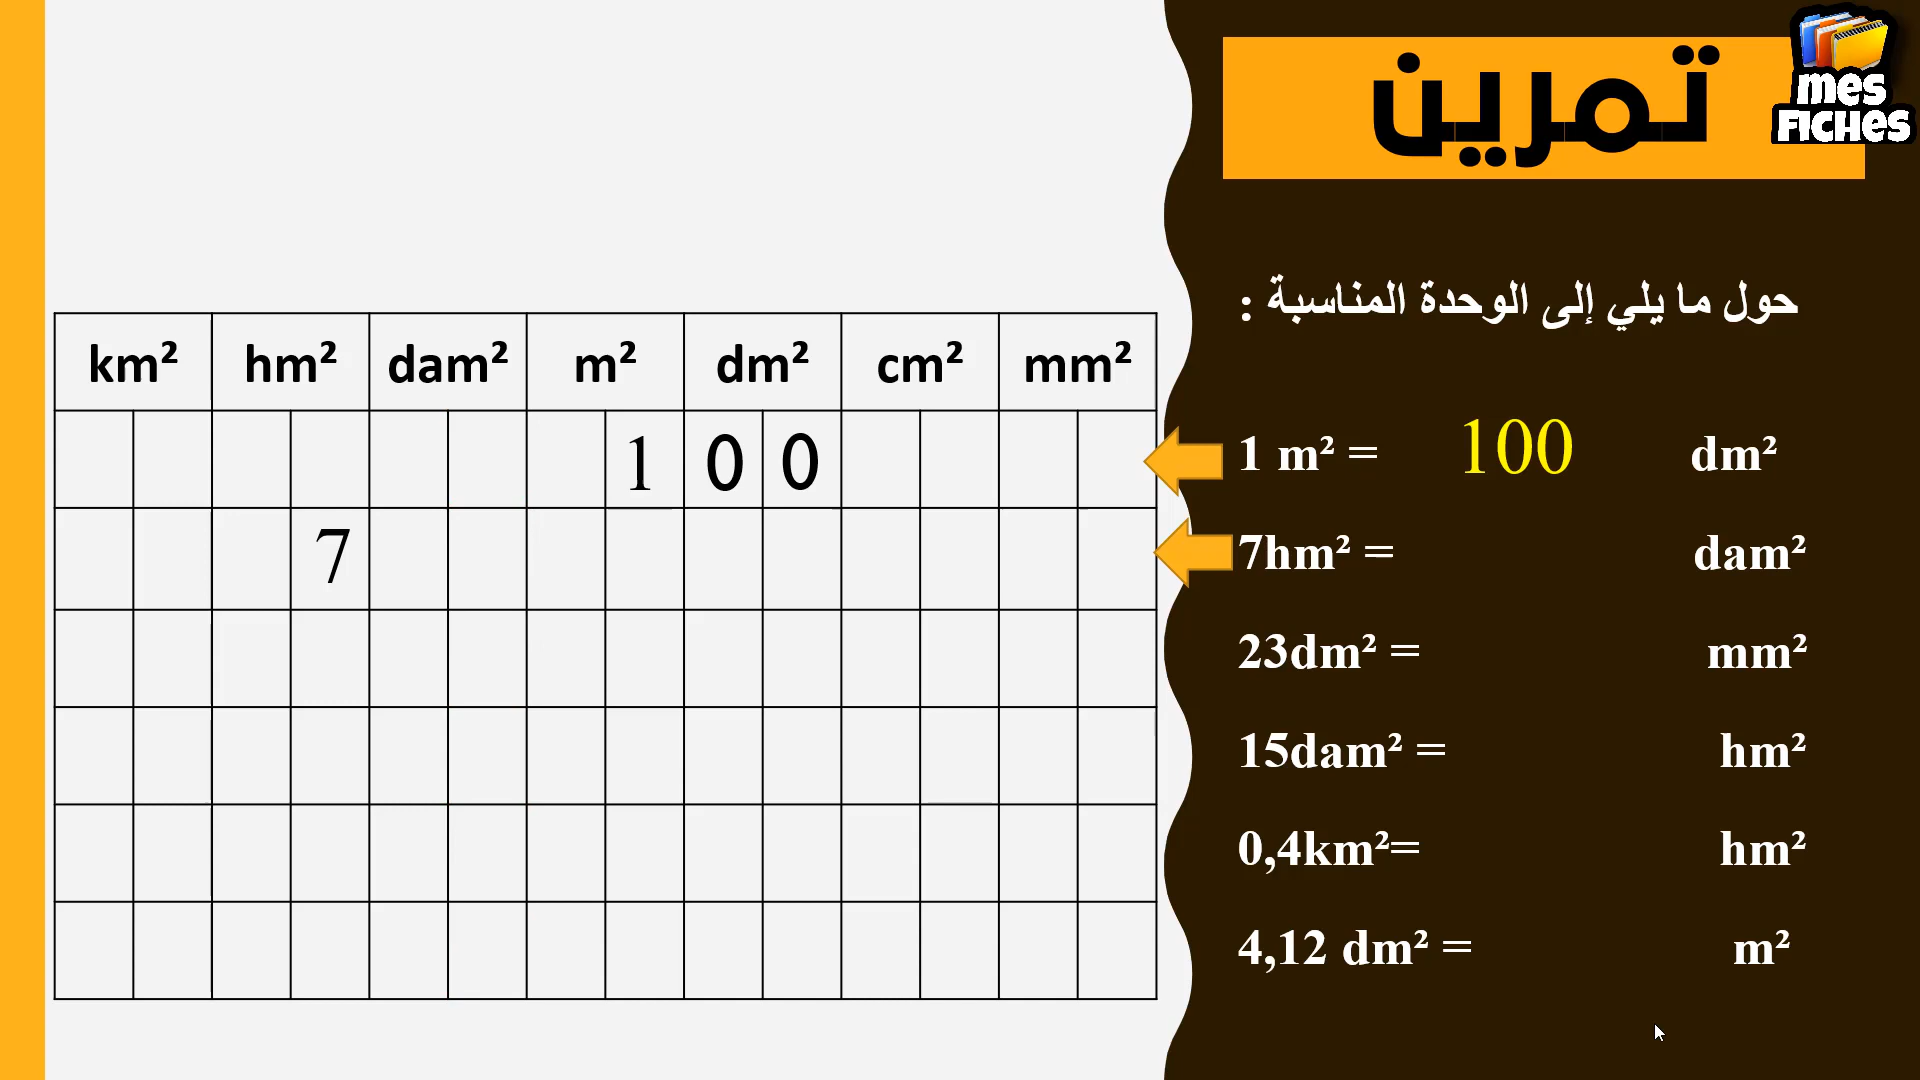 تمرين
mes
FICHES
حول ما يلي إلى الوحدة المناسبة :
km² hm² dam² m² dm² cm² mm²
1 0 0
7
1 m² = 100 dm²
7hm² = dam²
23dm² = mm²
15dam² = hm²
0,4km²= hm²
4,12 dm² = m²